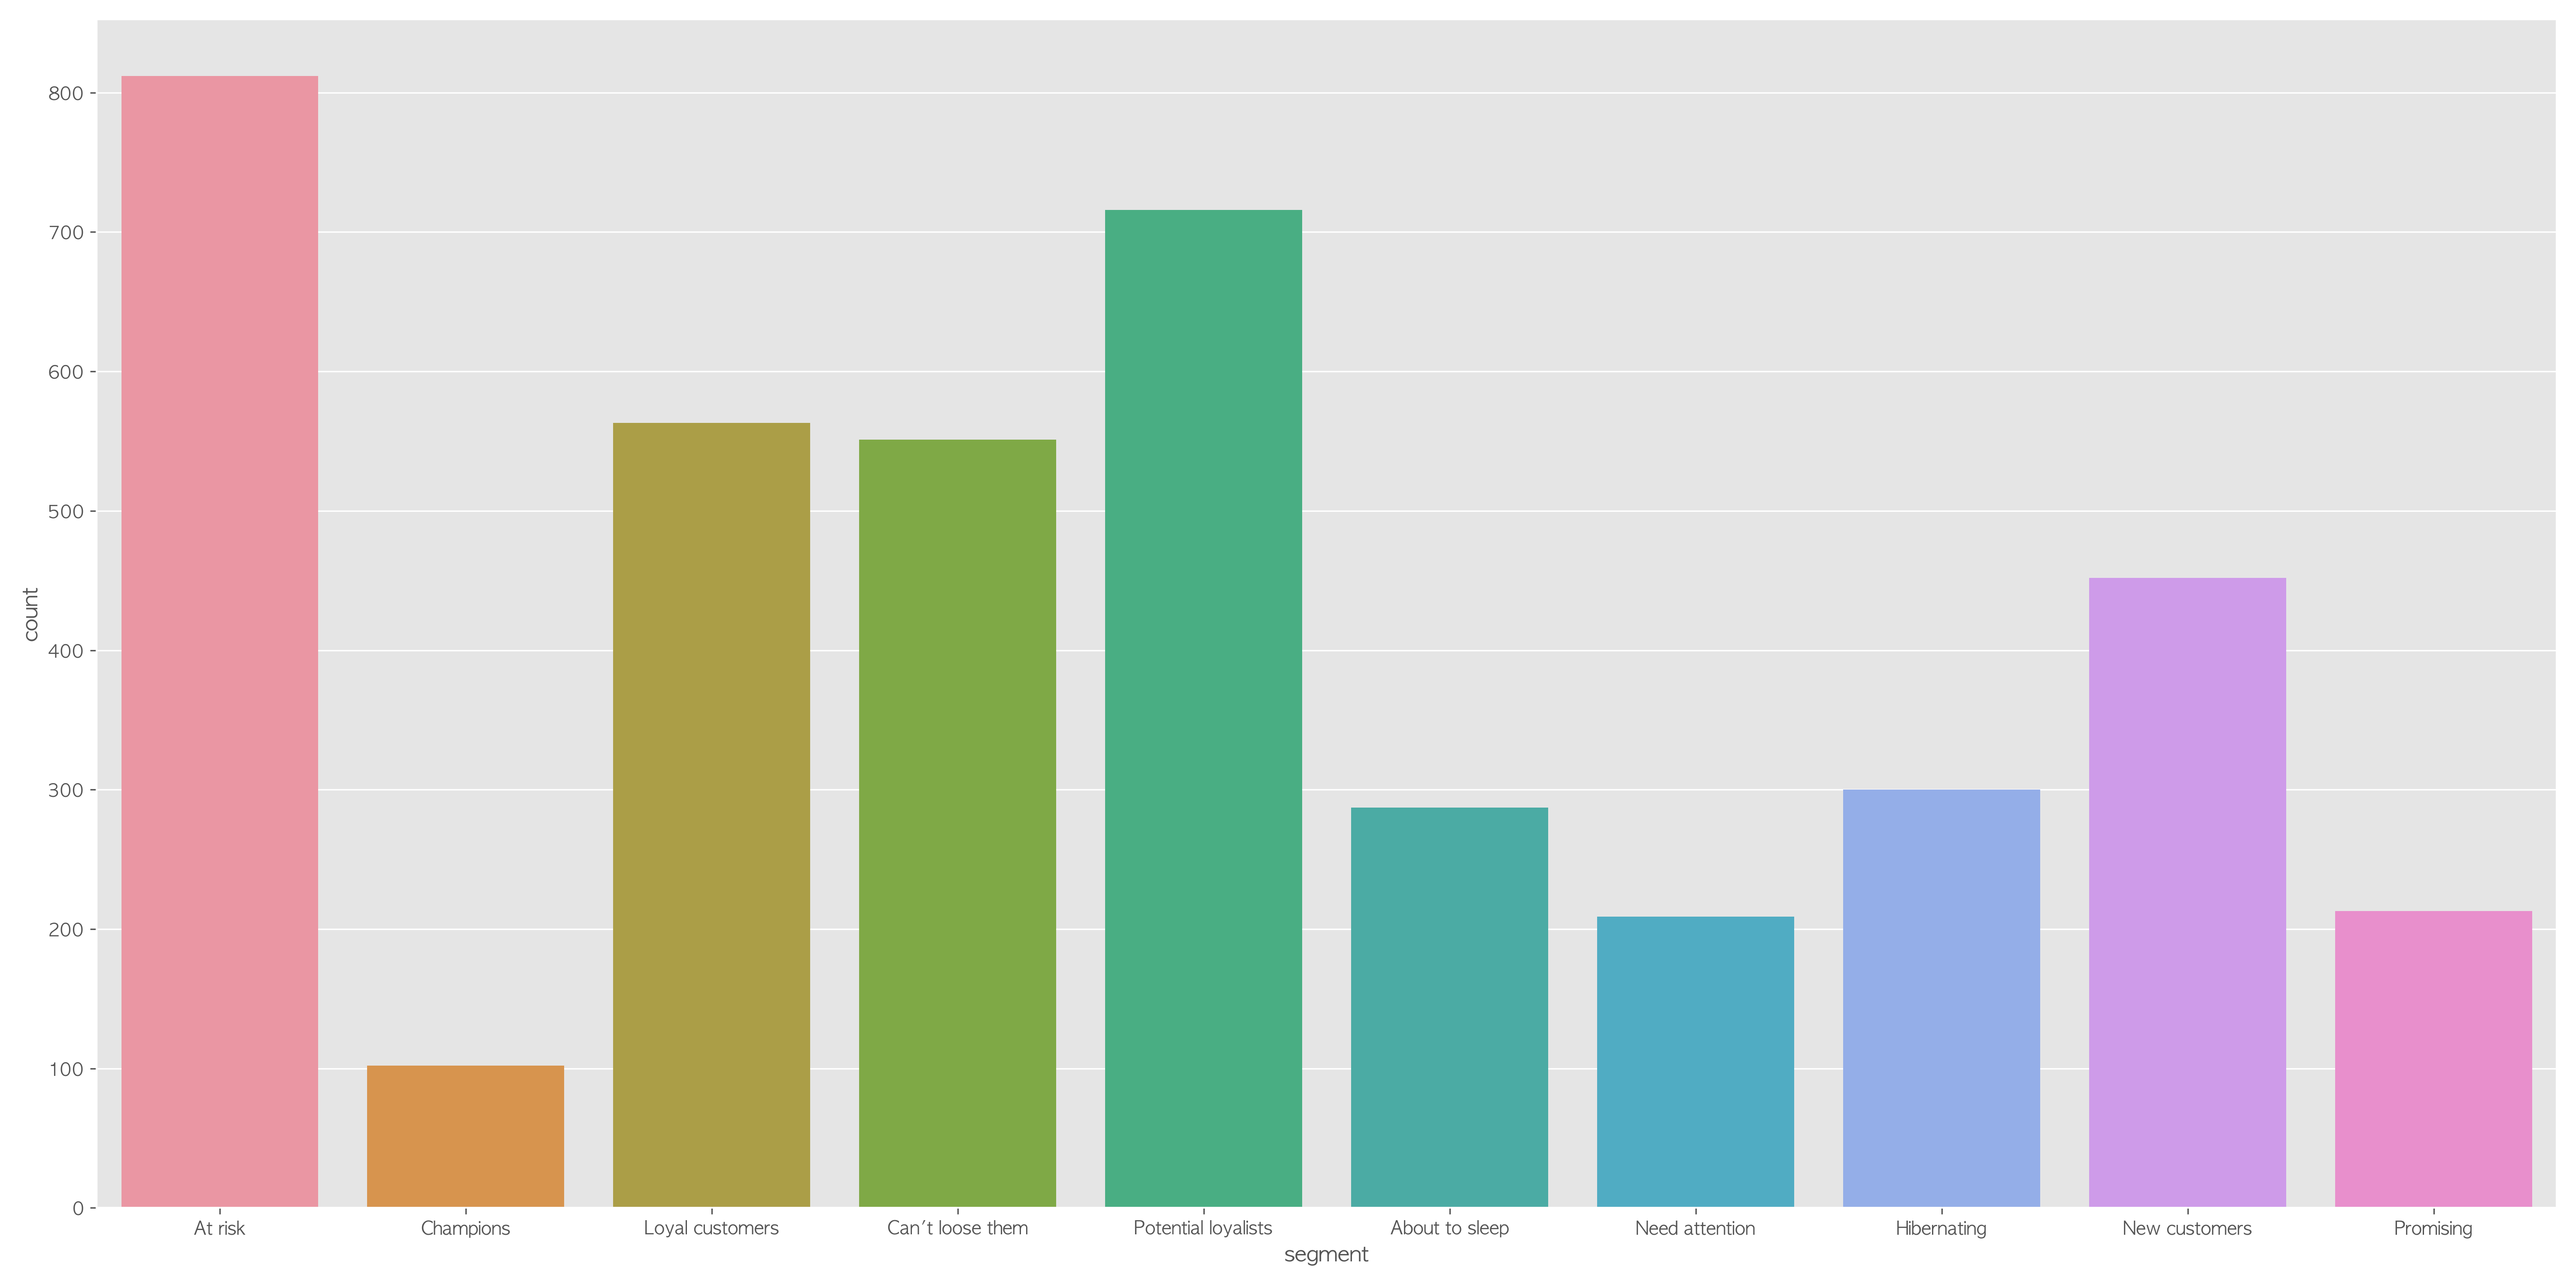 800
700
600
500
400
300
200
100
0
count
At risk
Champions
Loyal customers
Can't loose them
Potential loyalists
About to sleep
Need attention
Hibernating
New customers
Promising
segment